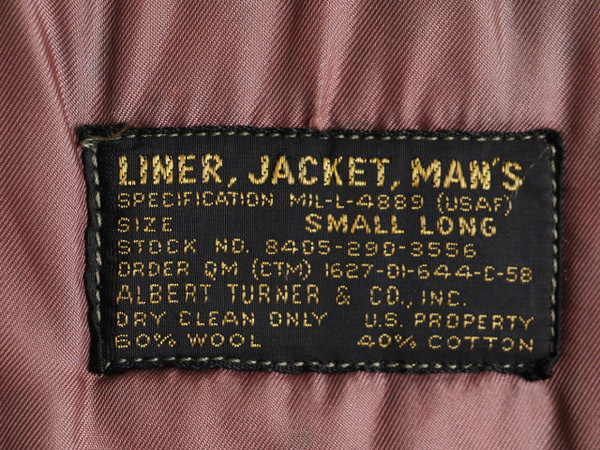 LINER, JACKET, MAN'S
SPECIFICATION MIL-L-4889 (USAF)
SIZE SMALL LONG
STOCK NO. 8405-290-3556
ORDER QM (CTM) 1627-01-644-C-58
ALBERT TURNER & CO., INC.
DRY CLEAN ONLY U.S. PROPERTY
60% WOOL 40% COTTON